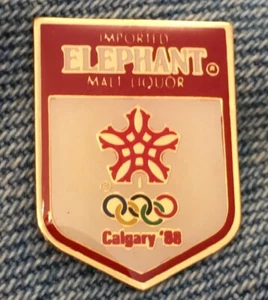 IMPORTED
ELEPHANT ®
MALT LIQUOR
Calgary '88